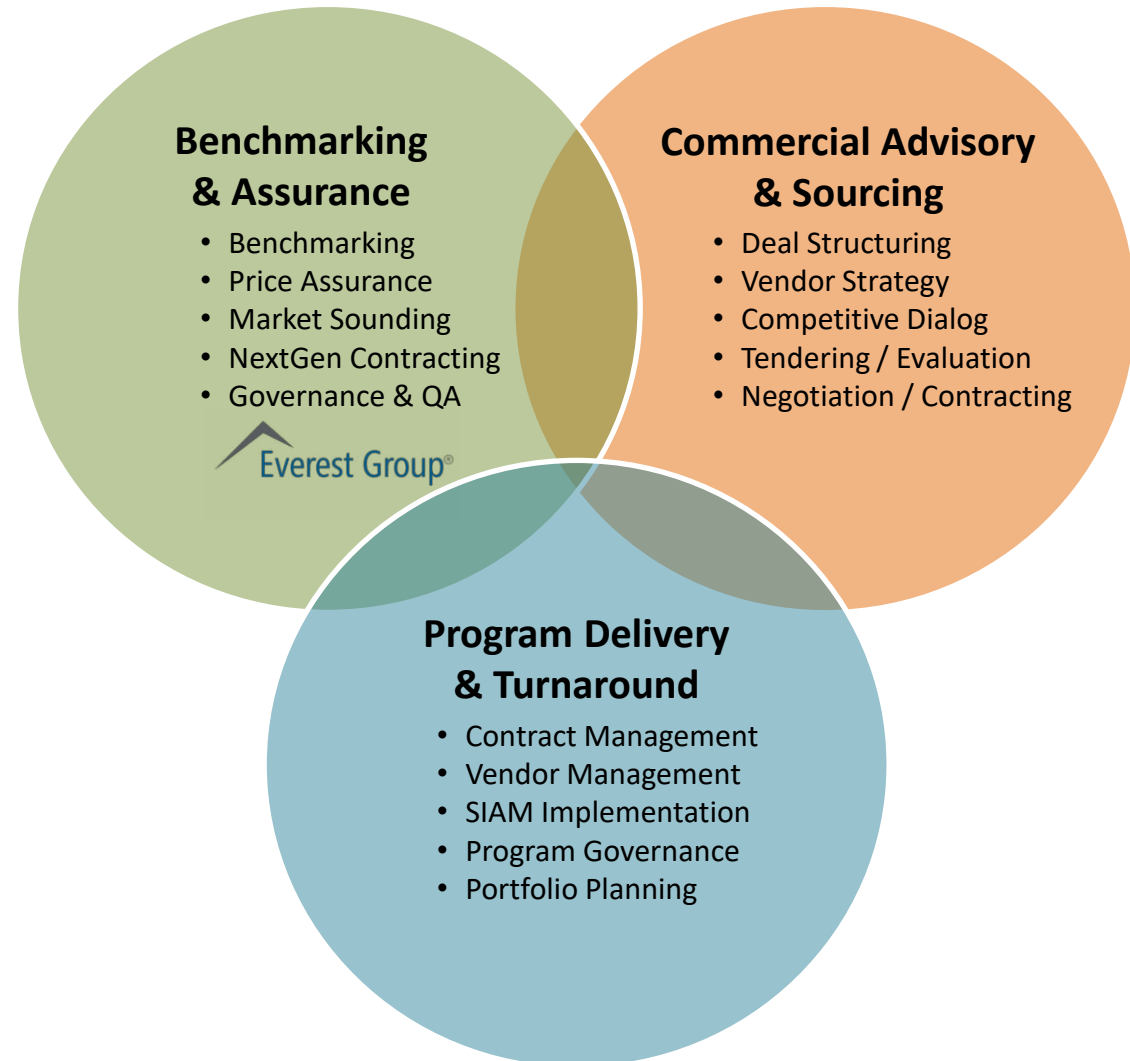 Benchmarking
& Assurance
• Benchmarking
• Price Assurance
• Market Sounding
• NextGen Contracting
• Governance & QA
Everest Group®
Commercial Advisory
& Sourcing
• Deal Structuring
• Vendor Strategy
• Competitive Dialog
• Tendering / Evaluation
• Negotiation / Contracting
Program Delivery
& Turnaround
• Contract Management
• Vendor Management
• SIAM Implementation
• Program Governance
• Portfolio Planning